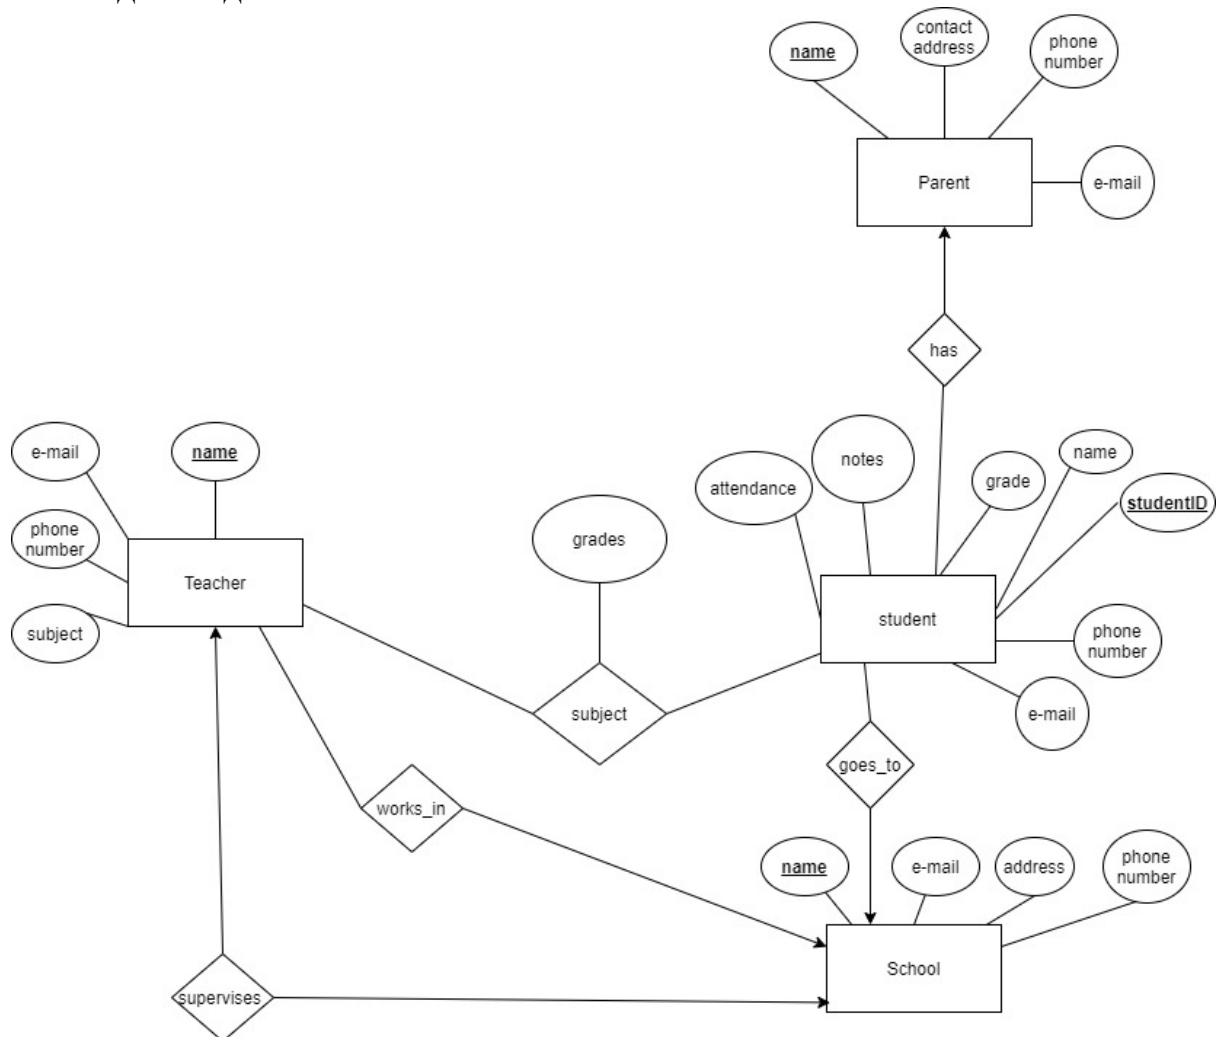 name
contact
address
phone
number
Parent
e-mail
has
e-mail
name
phone
number
subject
Teacher
grades
subject
attendance
notes
grade
name
studentID
student
phone
number
e-mail
works_in
goes_to
name
e-mail
address
phone
number
School
supervises